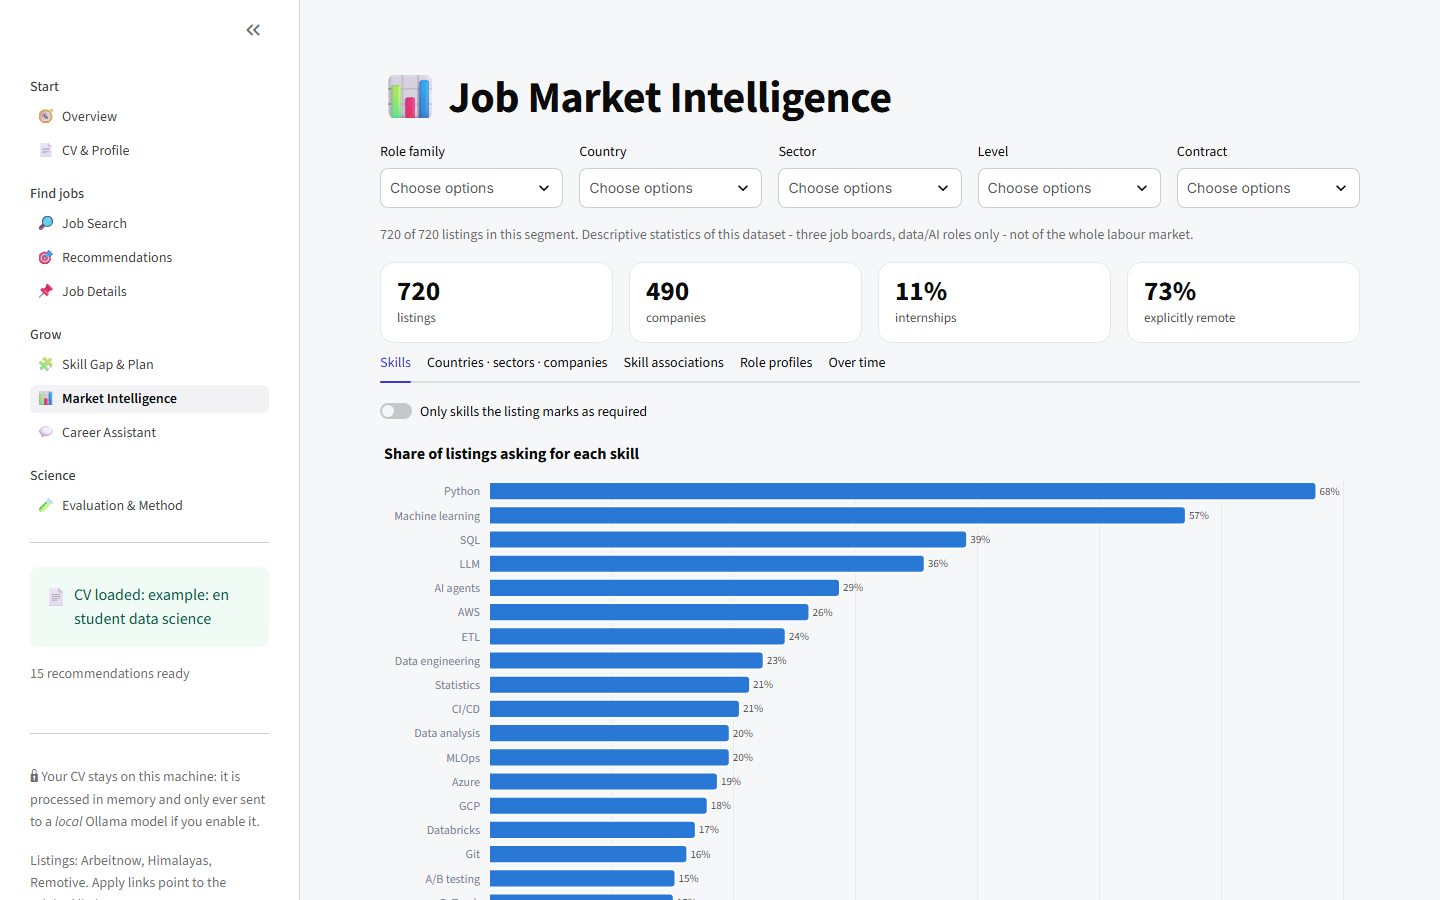 Start
Overview
CV & Profile
Find jobs
Job Search
Recommendations
Job Details
Grow
Skill Gap & Plan
Market Intelligence
Career Assistant
Science
Evaluation & Method
CV loaded: example: en
student data science
15 recommendations ready
Your CV stays on this machine: it is
processed in memory and only ever sent
to a local Ollama model if you enable it.
Listings: Arbeitnow, Himalayas,
Remotive. Apply links point to the
Job Market Intelligence
Role family Country Sector Level Contract
Choose options Choose options Choose options Choose options Choose options
720 of 720 listings in this segment. Descriptive statistics of this dataset - three job boards, data/AI roles only - not of the whole labour market.
720 490 11% 73%
listings companies internships explicitly remote
Skills Countries · sectors · companies Skill associations Role profiles Over time
Only skills the listing marks as required
Share of listings asking for each skill
Python 68%
Machine learning 57%
SQL 39%
LLM 36%
AI agents 29%
AWS 26%
ETL 24%
Data engineering 23%
Statistics 21%
CI/CD 21%
Data analysis 20%
MLOps 20%
Azure 19%
GCP 18%
Databricks 17%
Git 16%
A/B testing 15%